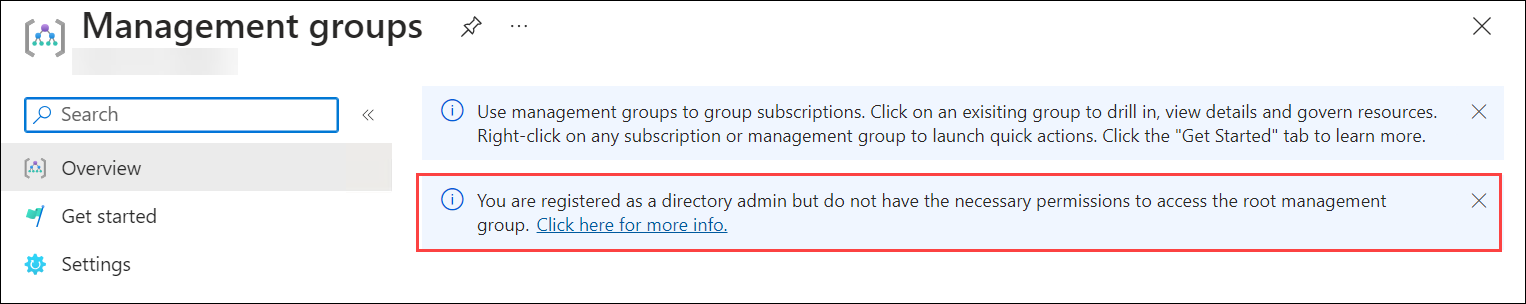 Management groups
Search
Overview
Get started
Settings
Use management groups to group subscriptions. Click on an exisiting group to drill in, view details and govern resources.
Right-click on any subscription or management group to launch quick actions. Click the "Get Started" tab to learn more.
You are registered as a directory admin but do not have the necessary permissions to access the root management
group. Click here for more info.